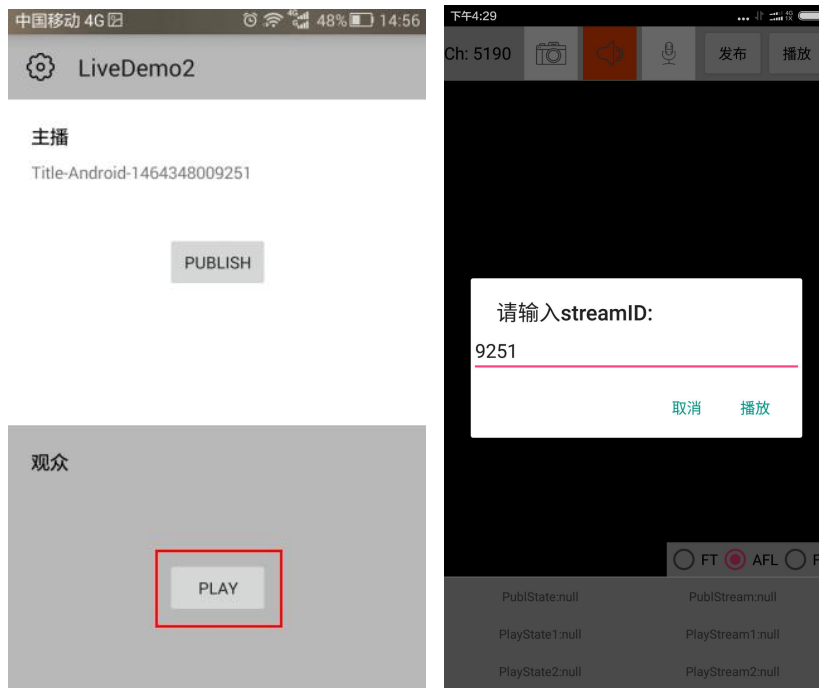 中国移动 4G 4G 48% 14:56
LiveDemo2
主播
Title-Android-1464348009251
PUBLISH
观众
PLAY
下午4:29 ... 4G 1X
Ch: 5190 发布 播放
请输入streamID:
9251
取消 播放
FT AFL F
PublState:null PublStream:null
PlayState1:null PlayStream1:null
PlayState2:null PlayStream2:null